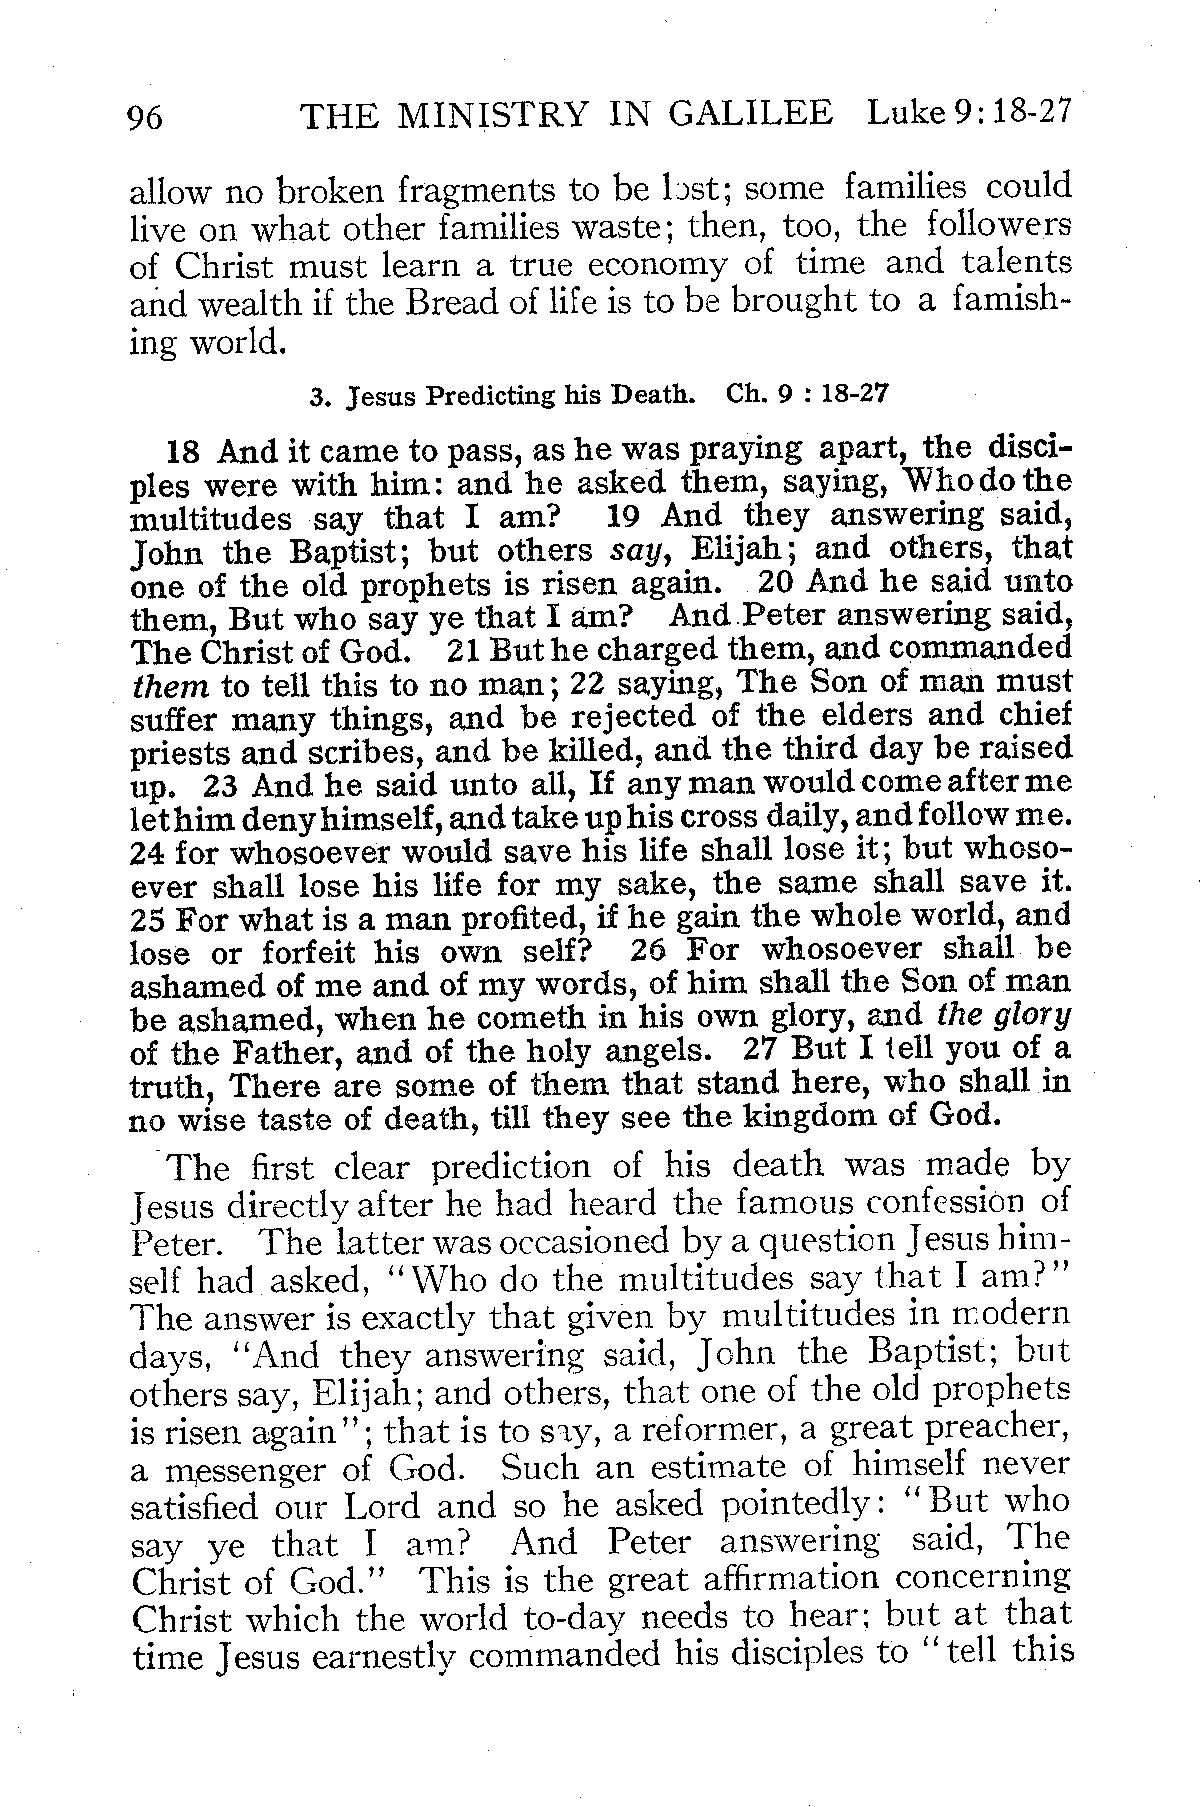 96 THE MINISTRY IN GALILEE Luke 9:18-27
allow no broken fragments to be lost; some families could
live on what other families waste; then, too, the followers
of Christ must learn a true economy of time and talents
and wealth if the Bread of life is to be brought to a famish-
ing world.
3. Jesus Predicting his Death. Ch. 9 : 18-27
18 And it came to pass, as he was praying apart, the disci-
ples were with him: and he asked them, saying, Who do the
multitudes say that I am? 19 And they answering said,
John the Baptist; but others say, Elijah; and others, that
one of the old prophets is risen again. 20 And he said unto
them, But who say ye that I am? And Peter answering said,
The Christ of God. 21 But he charged them, and commanded
them to tell this to no man; 22 saying, The Son of man must
suffer many things, and be rejected of the elders and chief
priests and scribes, and be killed, and the third day be raised
up. 23 And he said unto all, If any man would come after me
let him deny himself, and take up his cross daily, and follow me.
24 for whosoever would save his life shall lose it; but whoso-
ever shall lose his life for my sake, the same shall save it.
25 For what is a man profited, if he gain the whole world, and
lose or forfeit his own self? 26 For whosoever shall be
ashamed of me and of my words, of him shall the Son of man
be ashamed, when he cometh in his own glory, and the glory
of the Father, and of the holy angels. 27 But I tell you of a
truth, There are some of them that stand here, who shall in
no wise taste of death, till they see the kingdom of God.
The first clear prediction of his death was made by
Jesus directly after he had heard the famous confession of
Peter. The latter was occasioned by a question Jesus him-
self had asked, "Who do the multitudes say that I am?"
The answer is exactly that given by multitudes in modern
days, "And they answering said, John the Baptist; but
others say, Elijah; and others, that one of the old prophets
is risen again"; that is to say, a reformer, a great preacher,
a messenger of God. Such an estimate of himself never
satisfied our Lord and so he asked pointedly: "But who
say ye that I am? And Peter answering said, The
Christ of God." This is the great affirmation concerning
Christ which the world to-day needs to hear; but at that
time Jesus earnestly commanded his disciples to "tell this